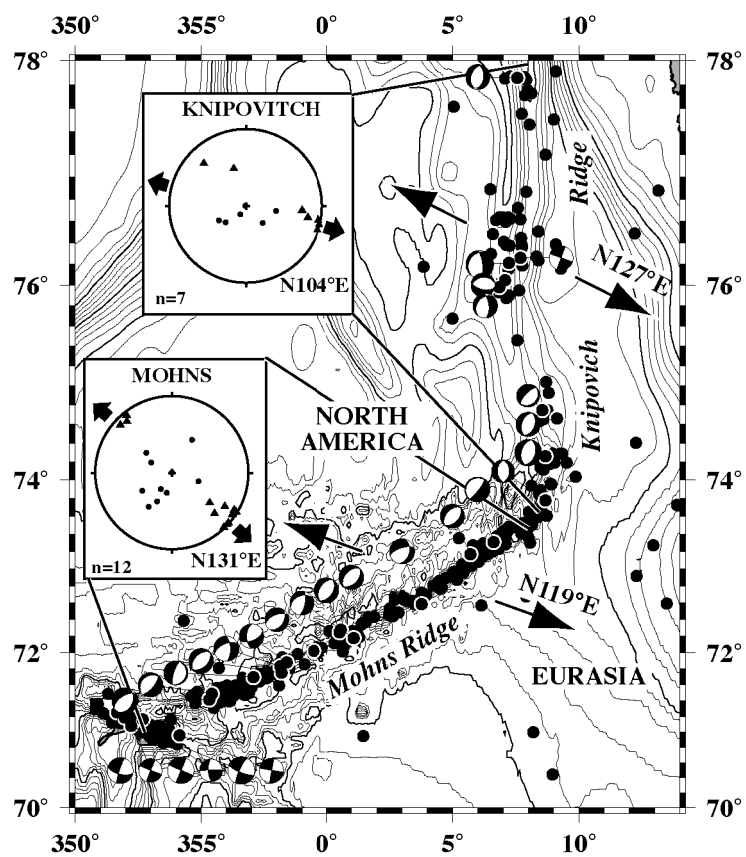 350° 355° 0° 5° 10°
78° 78°
KNIPOVITCH
N104°E
n=7
Ridge
N127°E
76° 76°
MOHNS
N131°E
n=12
NORTH
AMERICA
Knipovich
74° 74°
N119°E
72° 72°
Mohns Ridge
EURASIA
70° 70°
350° 355° 0° 5° 10°